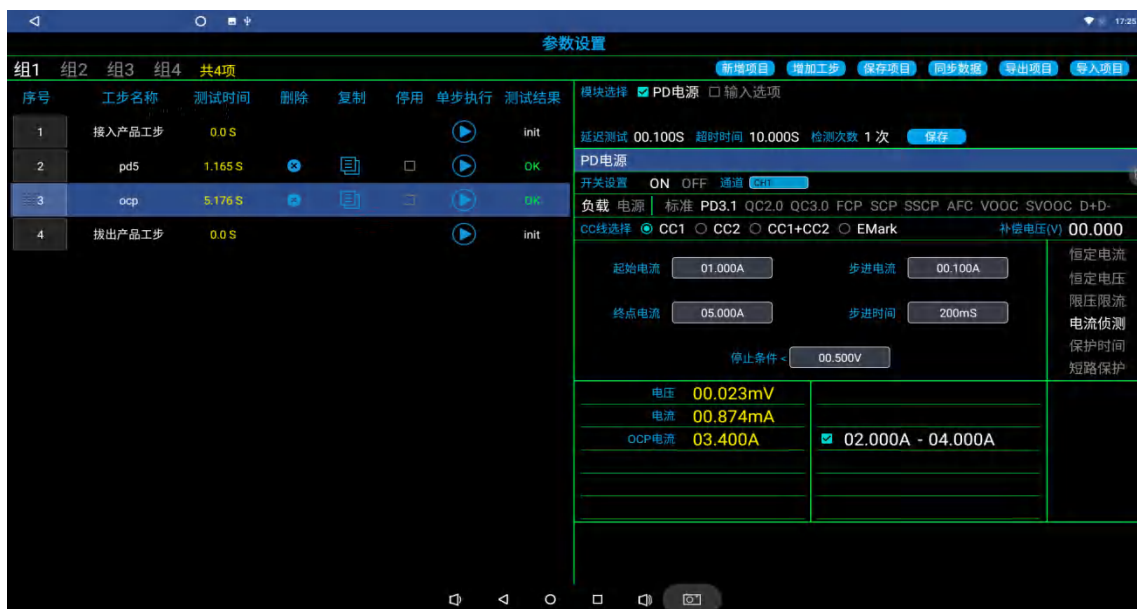 17:25
参数设置
组1 组2 组3 组4 共4项
新增项目 增加工步 保存项目 同步数据 导出项目 导入项目
序号 工步名称 测试时间 删除 复制 停用 单步执行 测试结果
1 接入产品工步 0.0 S init
2 pd5 1.165 S OK
3 ocp 5.176 S OK
4 拔出产品工步 0.0 S init
模块选择 PD电源 输入选项
延迟测试 00.100S 超时时间 10.000S 检测次数 1 次 保存
PD电源
开关设置 ON OFF 通道 CH1
负载 电源 标准 PD3.1 QC2.0 QC3.0 FCP SCP SSCP AFC VOOC SVOOC D+D-
CC线选择 CC1 CC2 CC1+CC2 EMark 补偿电压(V) 00.000
起始电流 01.000A 步进电流 00.100A
终点电流 05.000A 步进时间 200mS
停止条件 < 00.500V
恒定电流
恒定电压
限压限流
电流侦测
保护时间
短路保护
电压 00.023mV
电流 00.874mA
OCP电流 03.400A 02.000A - 04.000A